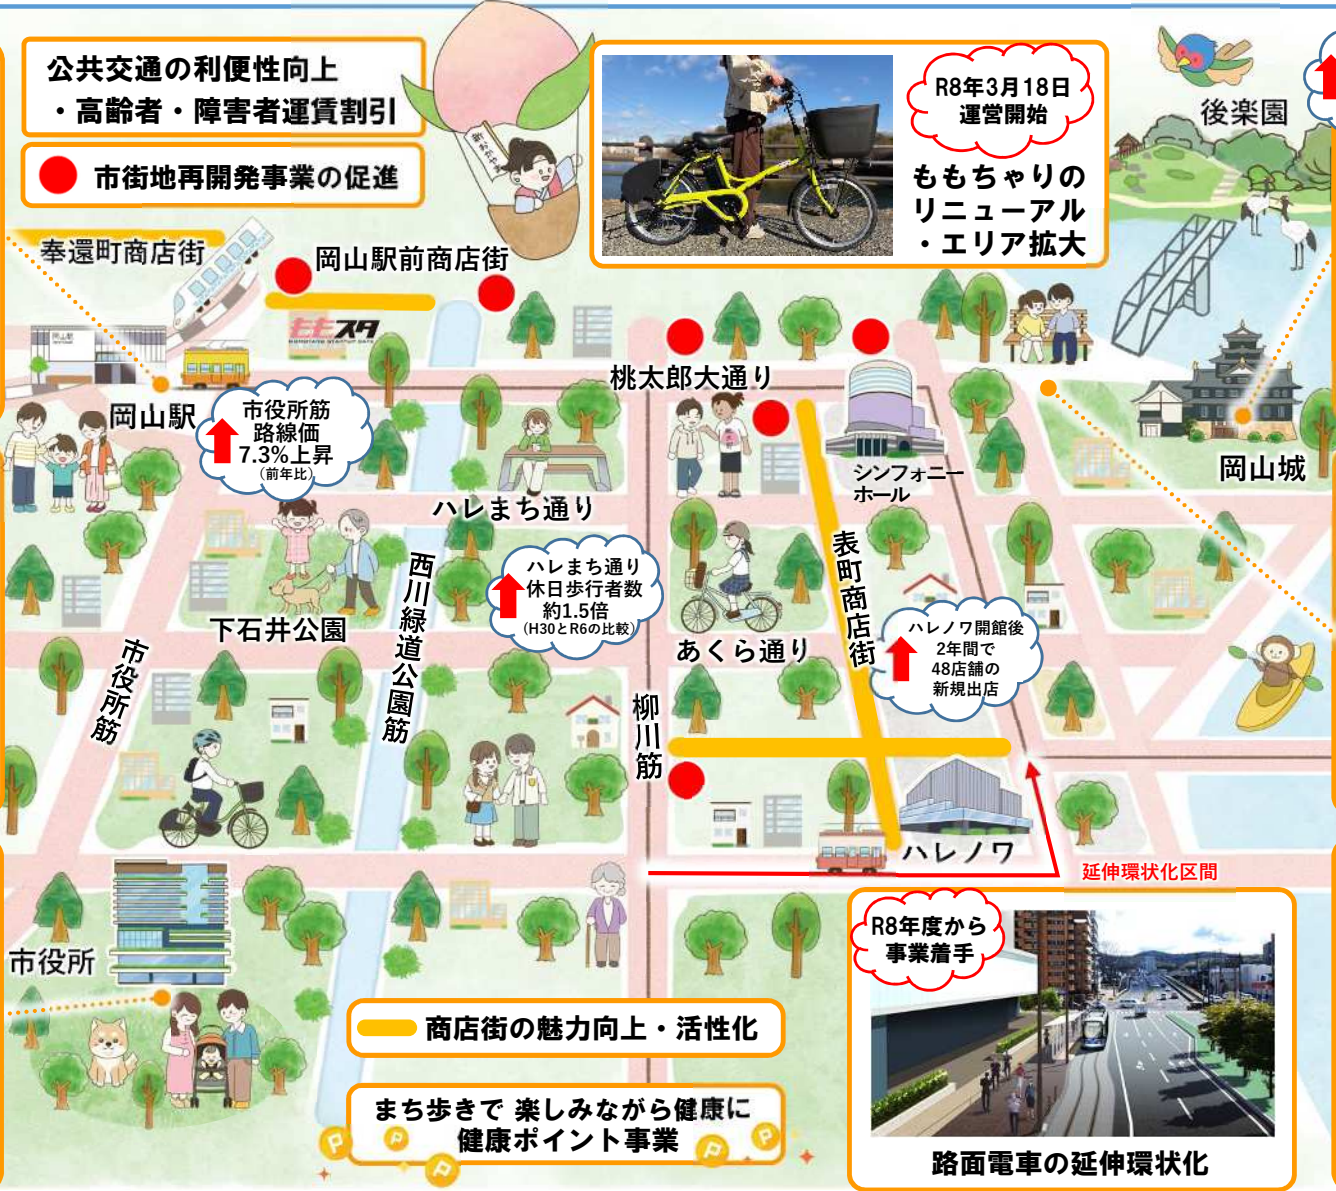 公共交通の利便性向上
・高齢者・障害者運賃割引
市街地再開発事業の促進
R8年3月18日
運営開始
ももちゃりの
リニューアル
・エリア拡大
後楽園
奉還町商店街
岡山駅前商店街
ももスタ
岡山駅
桃太郎大通り
岡山駅
市役所筋
路線価
7.3%上昇
(前年比)
シンフォニー
ホール
岡山城
ハレまち通り
ハレまち通り
休日歩行者数
約1.5倍
(H30とR6の比較)
表町商店街
西川緑道公園筋
下石井公園
あくら通り
ハレノワ開館後
2年間で
48店舗の
新規出店
市役所筋
柳川筋
ハレノワ
延伸環状化区間
市役所
R8年度から
事業着手
路面電車の延伸環状化
商店街の魅力向上・活性化
まち歩きで 楽しみながら健康に
健康ポイント事業